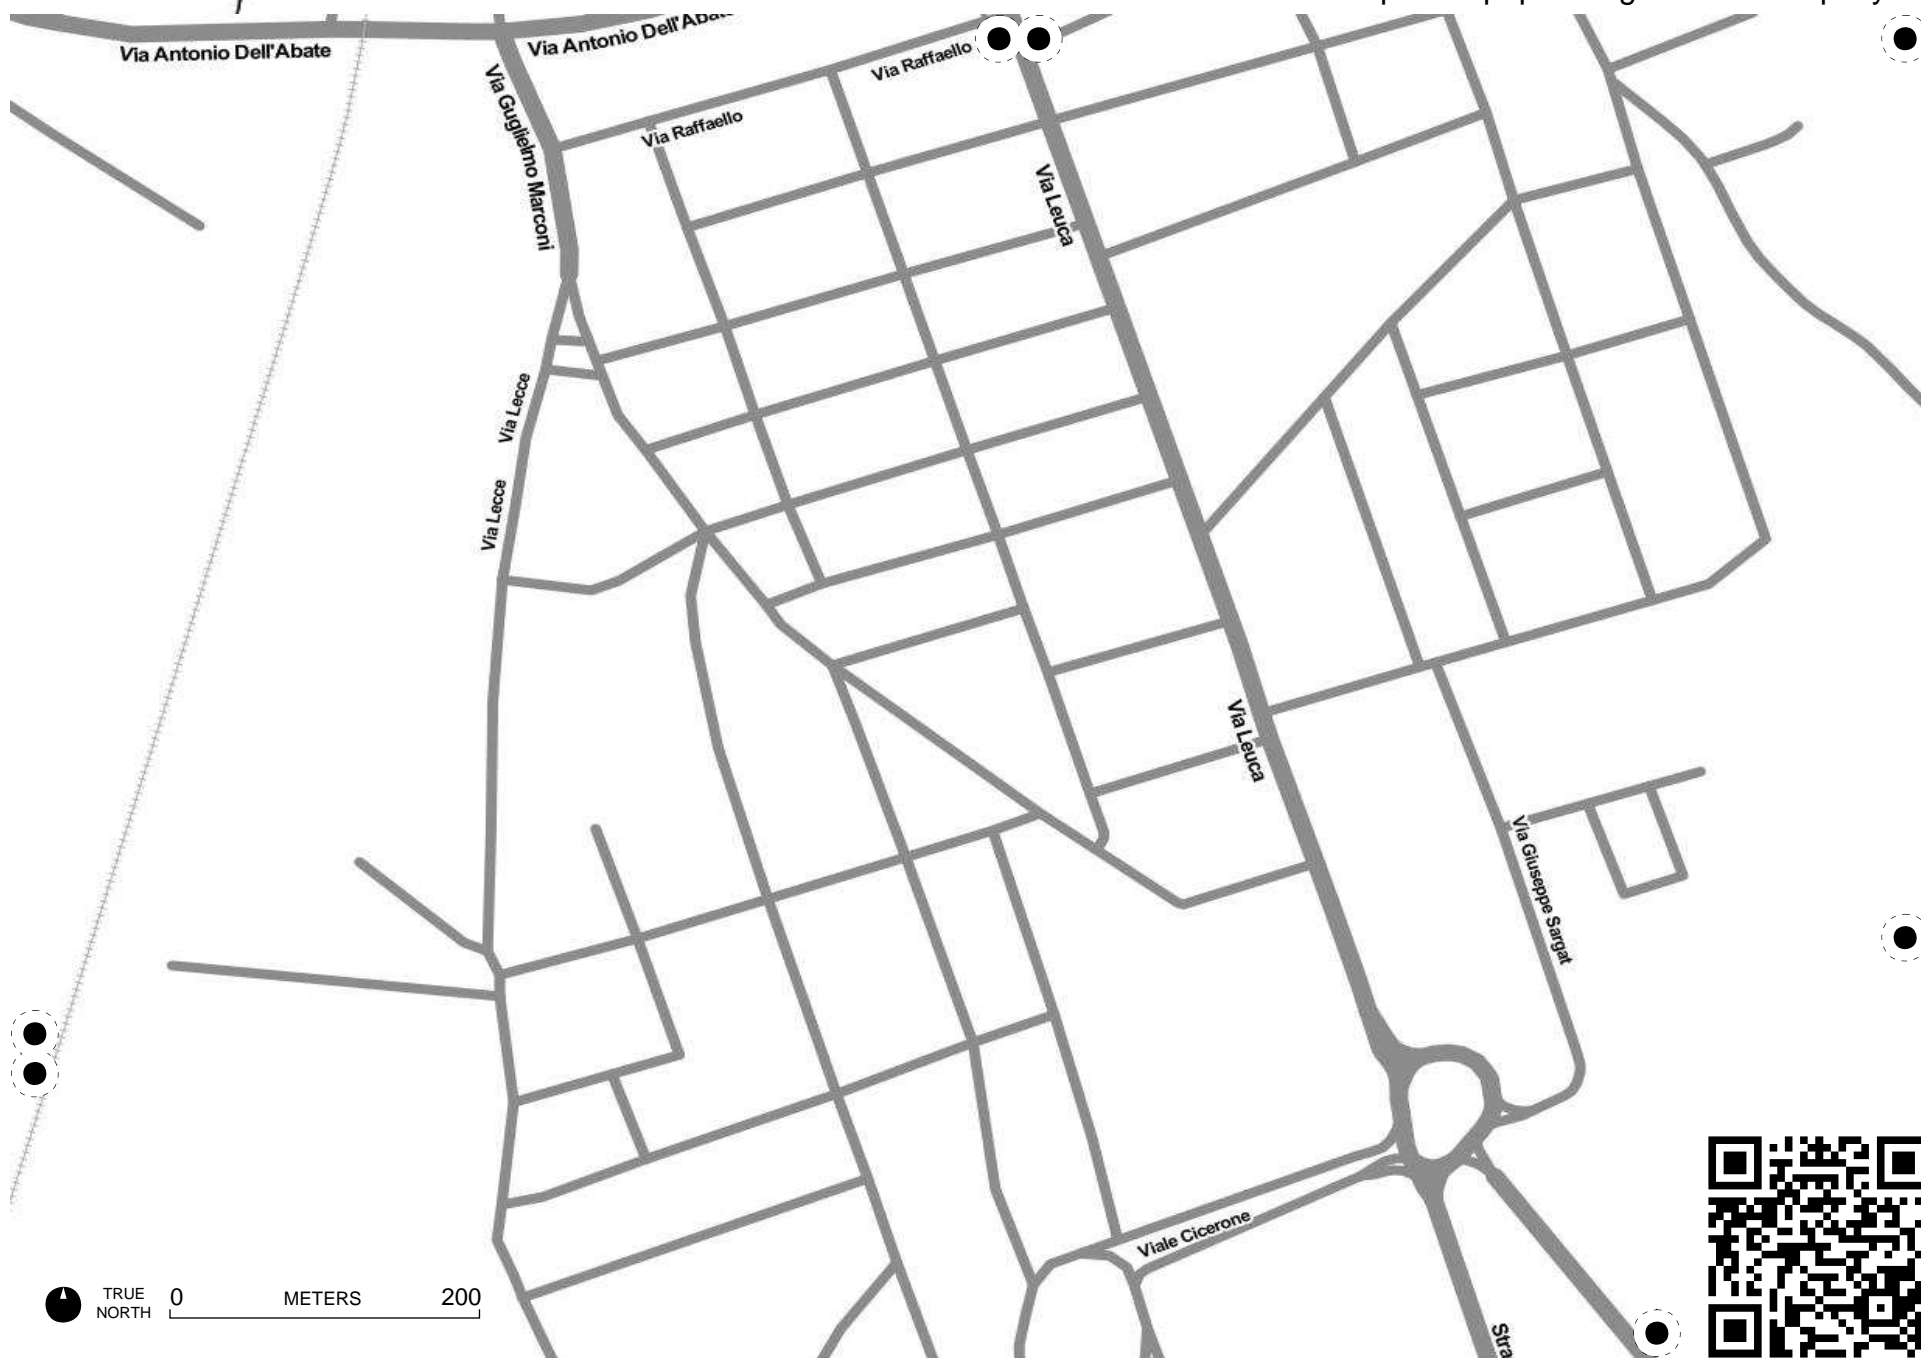 Via Antonio Dell'Abate
Via Antonio Dell'Abate
Via Raffaello
Via Raffaello
Via Guglielmo Marconi
Via Leuca
Via Lecce
Via Lecce
Via Leuca
Via Giuseppe Sargat
Viale Cicerone
TRUE
NORTH
0 METERS 200
Stra